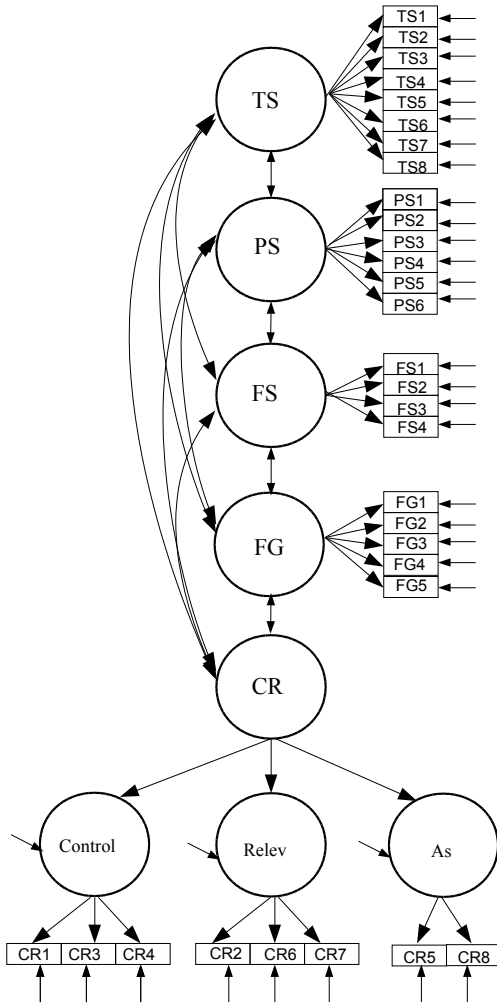 TS1
TS2
TS3
TS4
TS5
TS6
TS7
TS8
TS
PS1
PS2
PS3
PS4
PS5
PS6
PS
FS1
FS2
FS3
FS4
FS
FG1
FG2
FG3
FG4
FG5
FG
CR
Control
Relev
As
CR1 CR3 CR4
CR2 CR6 CR7
CR5 CR8